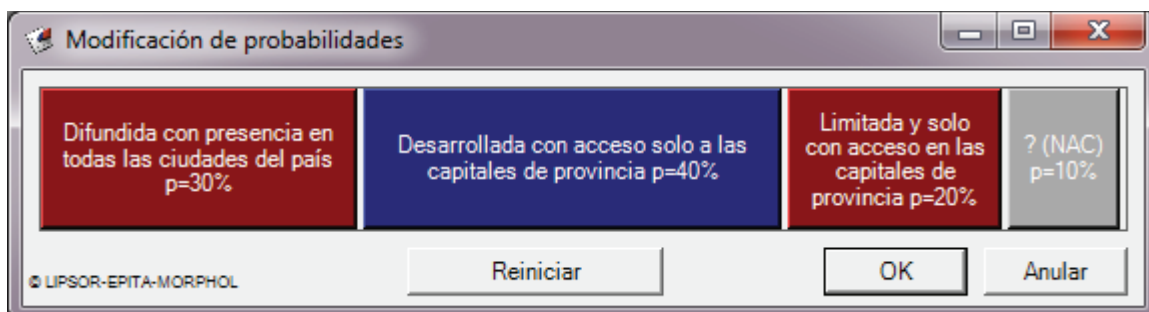 Modificación de probabilidades
Difundida con presencia en
todas las ciudades del país
p=30%
Desarrollada con acceso solo a las
capitales de provincia p=40%
Limitada y solo
con acceso en las
capitales de
provincia p=20%
? (NAC)
p=10%
© LIPSOR-EPITA-MORPHOL
Reiniciar
OK
Anular